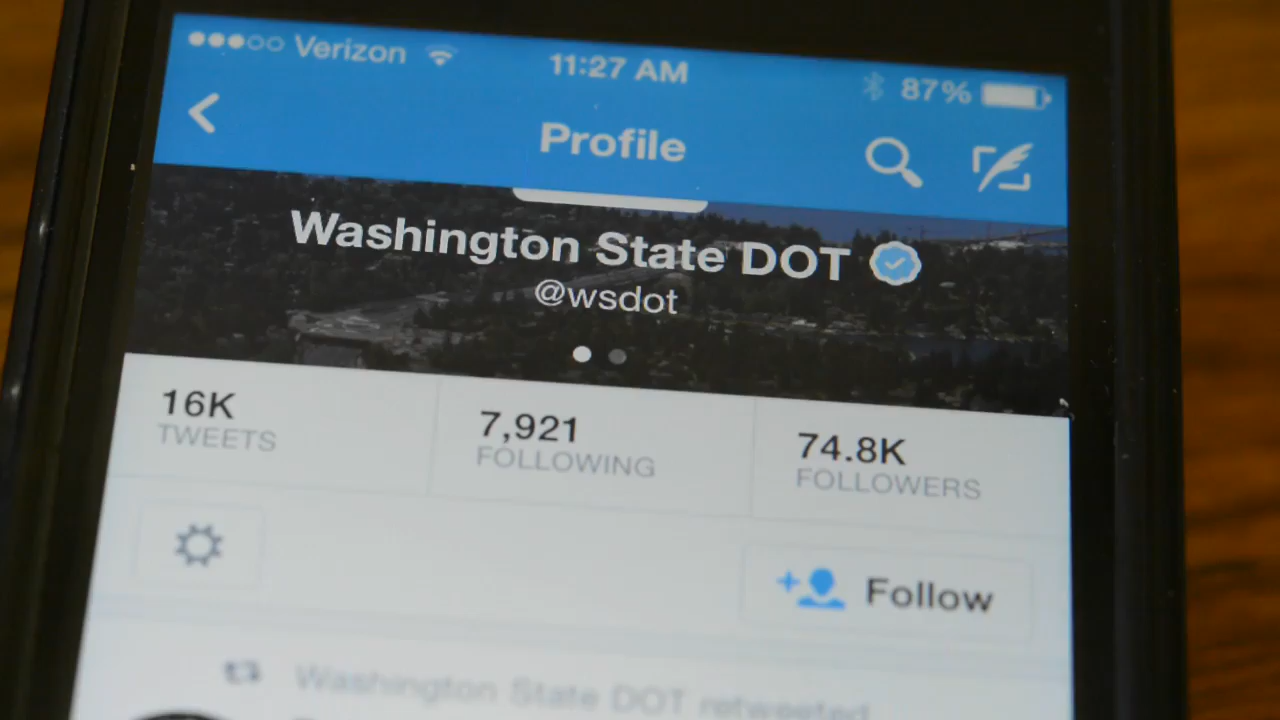 Verizon 11:27 AM 87%
Profile
Washington State DOT
@wsdot
16K 7,921 74.8K
TWEETS FOLLOWING FOLLOWERS
Follow
Washington State DOT retweeted